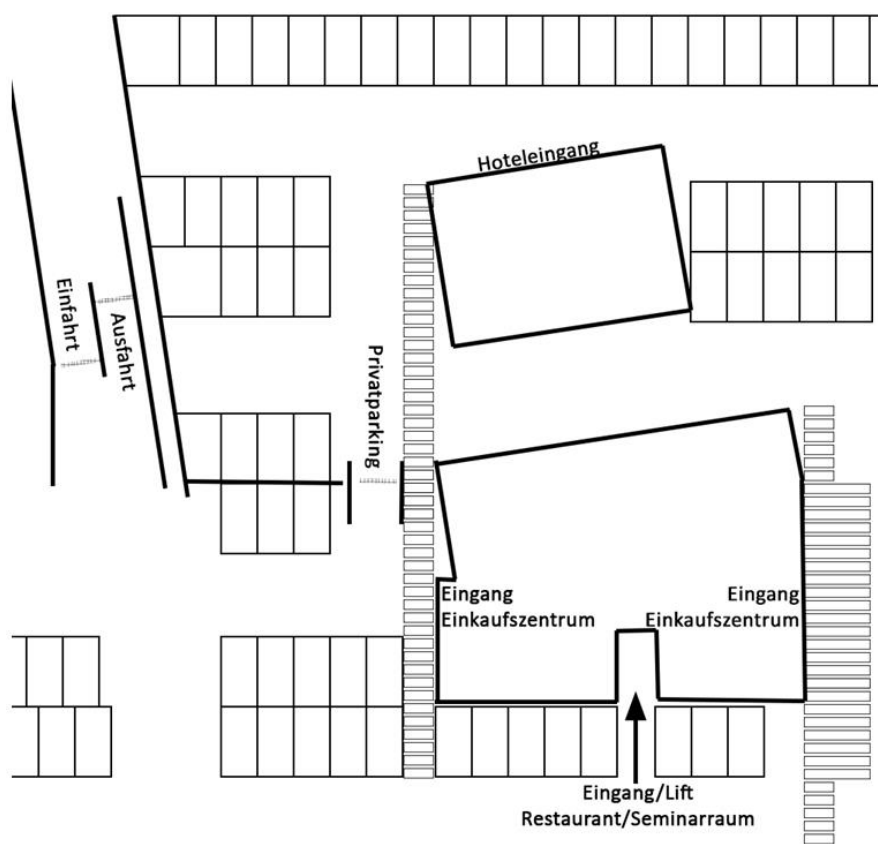 Hoteleingang
Einfahrt
Ausfahrt
Privatparking
Eingang
Einkaufszentrum
Eingang
Einkaufszentrum
Eingang/Lift
Restaurant/Seminarraum